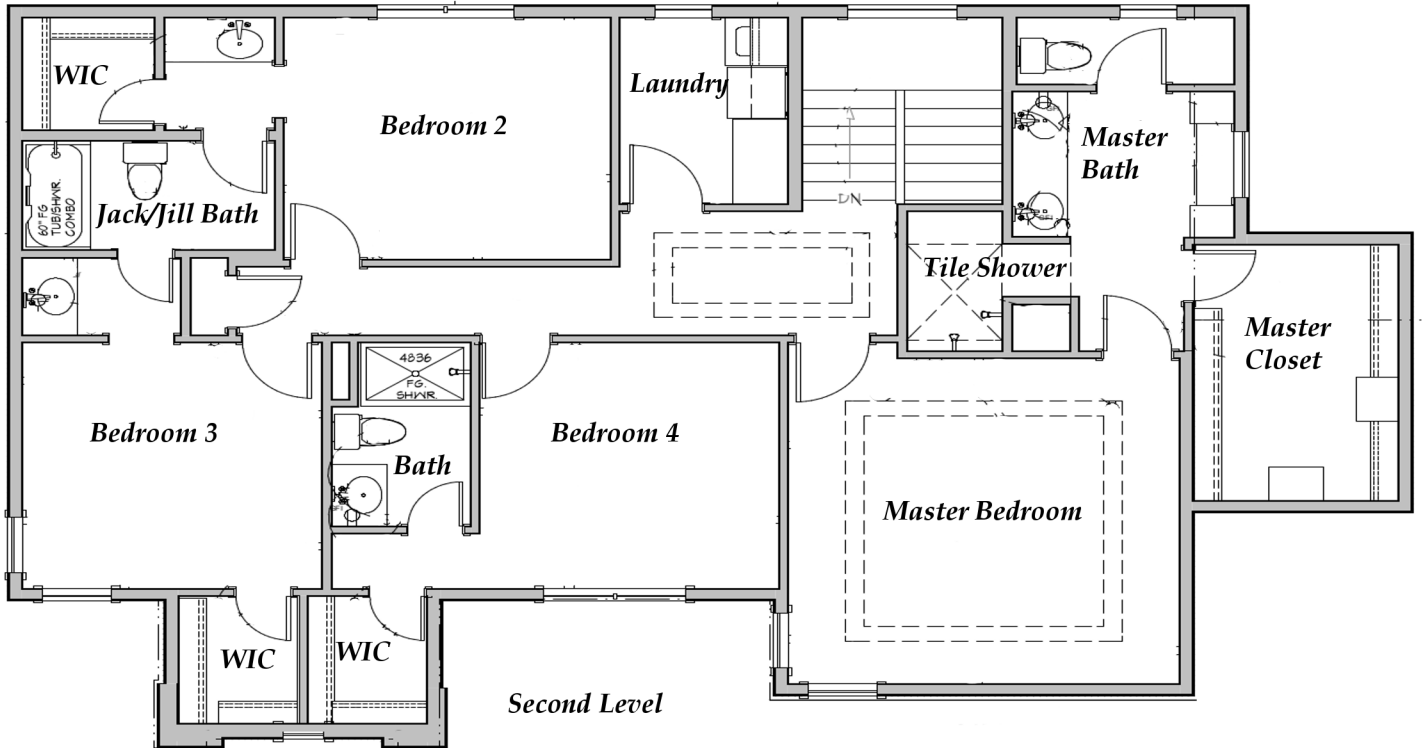 WIC
Bedroom 2
Laundry
Master
Bath
60" FG
TUB/SHWR.
COMBO
Jack/Jill Bath
DN
Tile Shower
Master
Closet
4836
FG.
SHWR.
Bedroom 3
Bath
Bedroom 4
Master Bedroom
WIC
WIC
Second Level